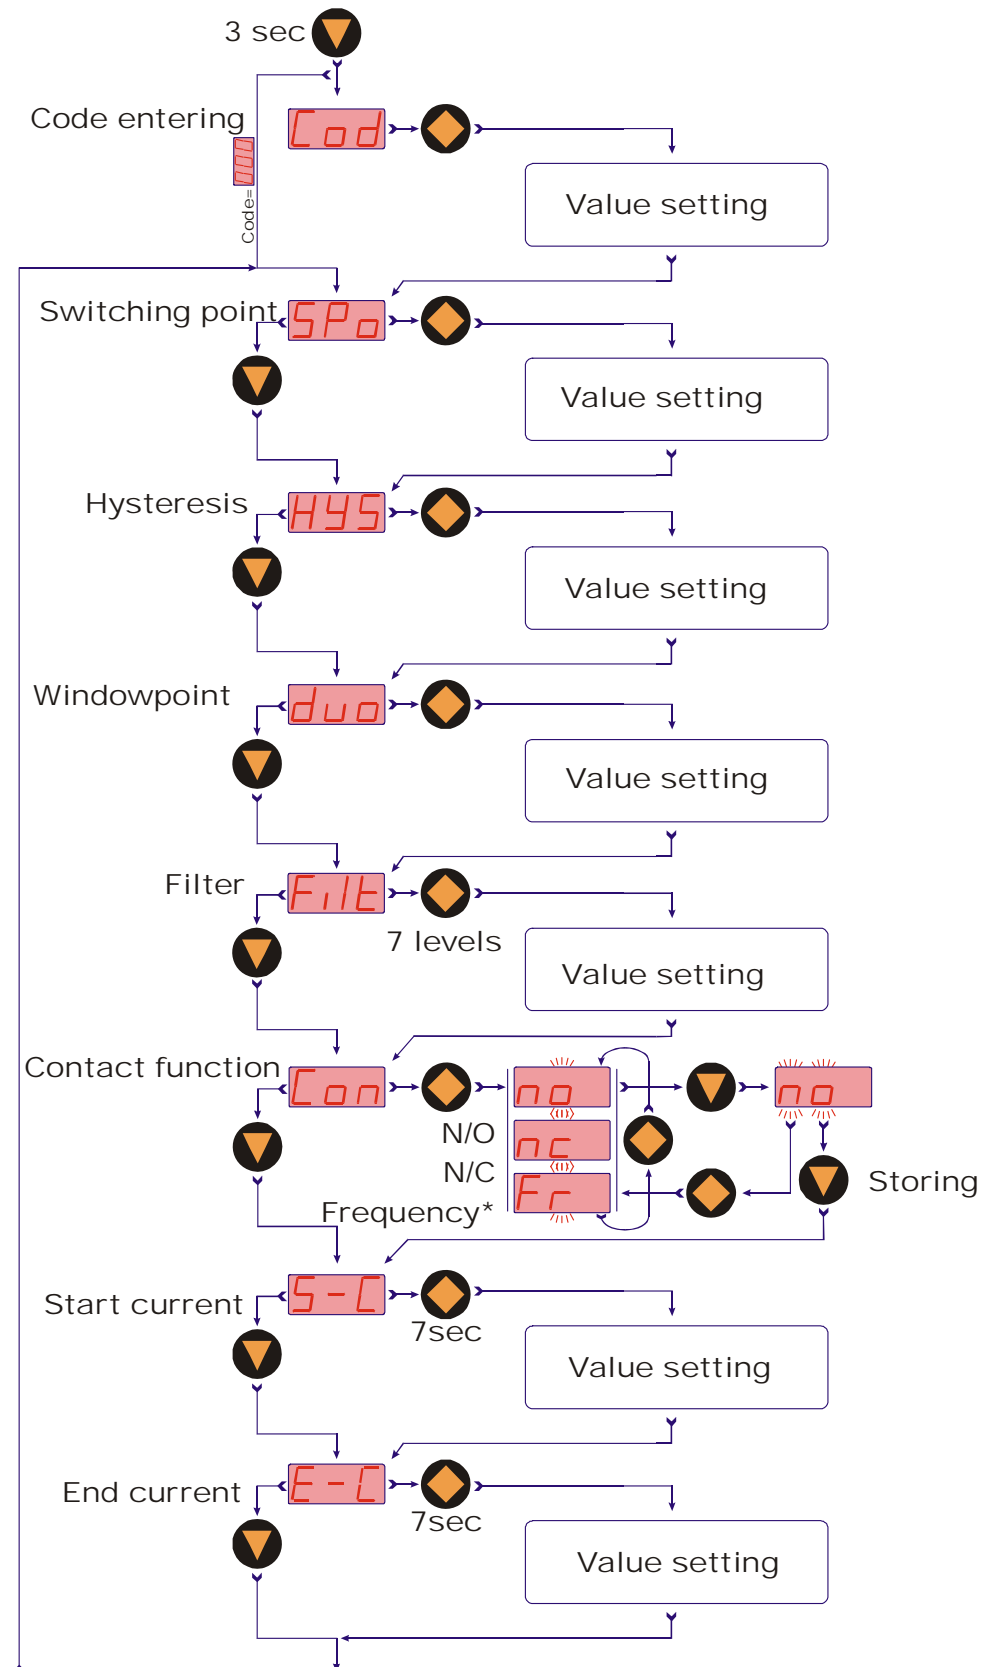 3 sec
Code entering
Cod
Code=
Value setting
Switching point
SPo
Value setting
Hysteresis
HYS
Value setting
Windowpoint
duo
Value setting
Filter
Filt
7 levels
Value setting
Contact function
Con
no
no
N/O
nc
N/C
Fr
Storing
Frequency*
Start current
S-C
7sec
Value setting
End current
E-C
7sec
Value setting